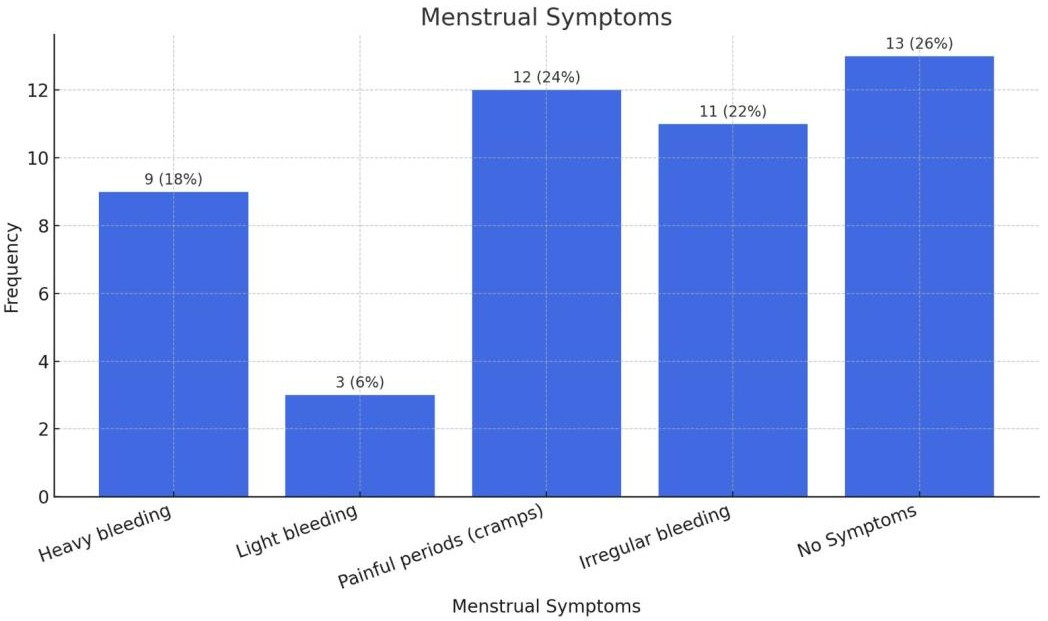 Menstrual Symptoms
13 (26%)
12 (24%)
11 (22%)
9 (18%)
3 (6%)
Frequency
12
10
8
6
4
2
0
Heavy bleeding
Light bleeding
Painful periods (cramps)
Irregular bleeding
No Symptoms
Menstrual Symptoms